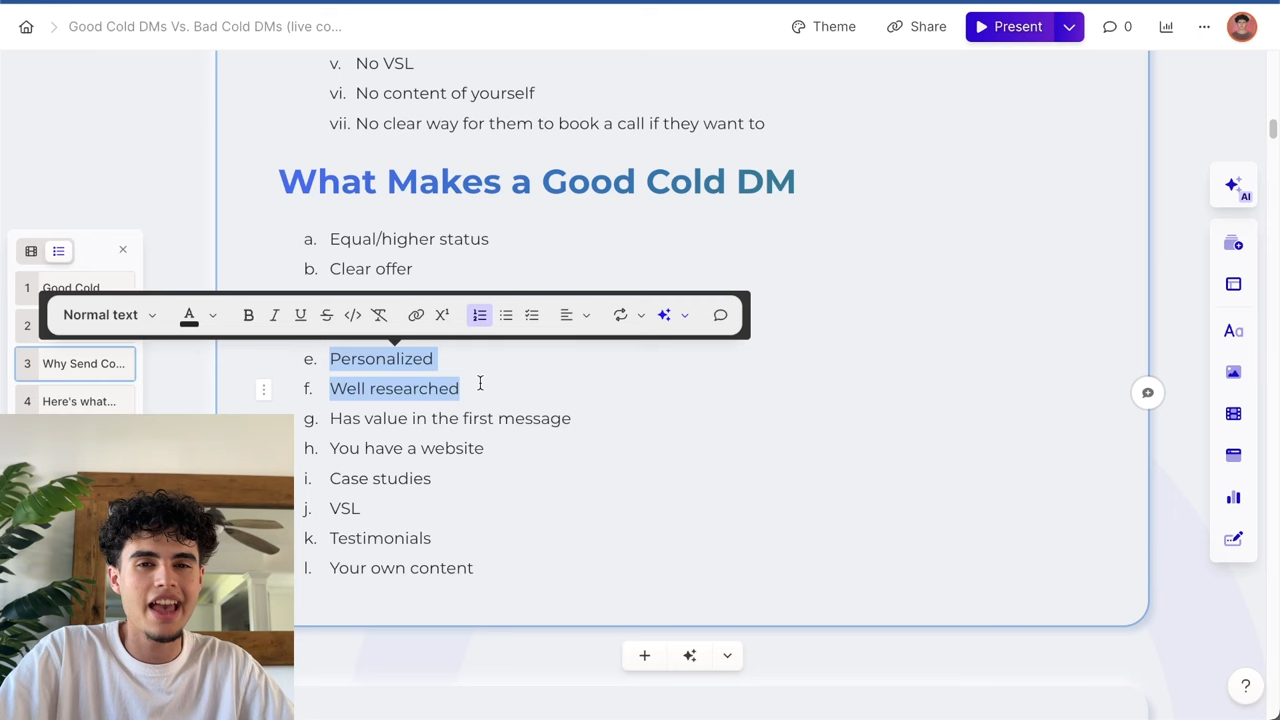 Good Cold DMs Vs. Bad Cold DMs (live co...
Theme
Share
Present
0
v. No VSL
vi. No content of yourself
vii. No clear way for them to book a call if they want to
What Makes a Good Cold DM
a. Equal/higher status
b. Clear offer
1 Good Cold
Normal text
A
B I U S </> X²
2
e. Personalized
3 Why Send Co...
f. Well researched
4 Here's what...
g. Has value in the first message
h. You have a website
i. Case studies
j. VSL
k. Testimonials
l. Your own content
AI
Aa
?